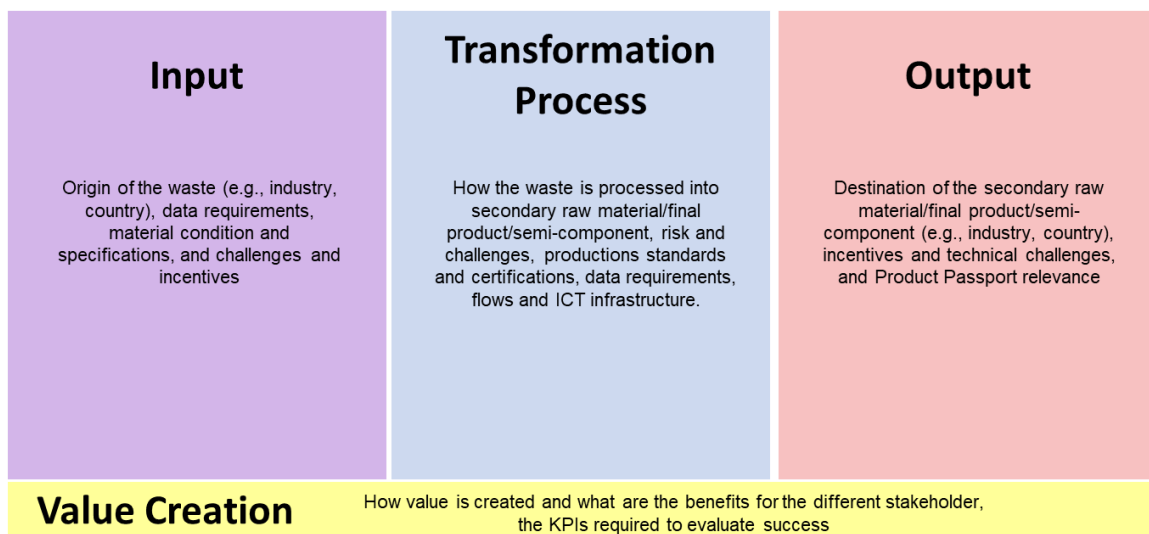 Input
Origin of the waste (e.g., industry,
country), data requirements,
material condition and
specifications, and challenges and
incentives
Transformation
Process
How the waste is processed into
secondary raw material/final
product/semi-component, risk and
challenges, productions standards
and certifications, data requirements,
flows and ICT infrastructure.
Output
Destination of the secondary raw
material/final product/semi-
component (e.g., industry, country),
incentives and technical challenges,
and Product Passport relevance
Value Creation
How value is created and what are the benefits for the different stakeholder,
the KPIs required to evaluate success